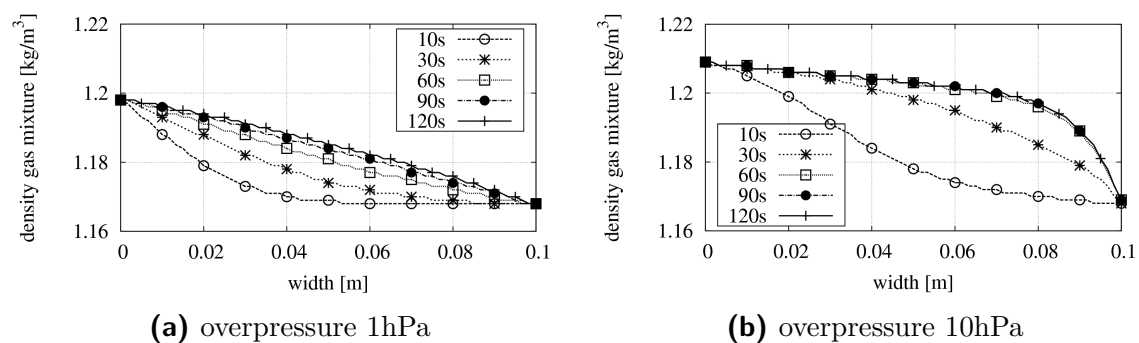 1.22
1.2
1.18
1.16
density gas mixture [kg/m³]
10s
30s
60s
90s
120s
0 0.02 0.04 0.06 0.08 0.1
width [m]
(a) overpressure 1hPa
1.22
1.2
1.18
1.16
density gas mixture [kg/m³]
10s
30s
60s
90s
120s
0 0.02 0.04 0.06 0.08 0.1
width [m]
(b) overpressure 10hPa